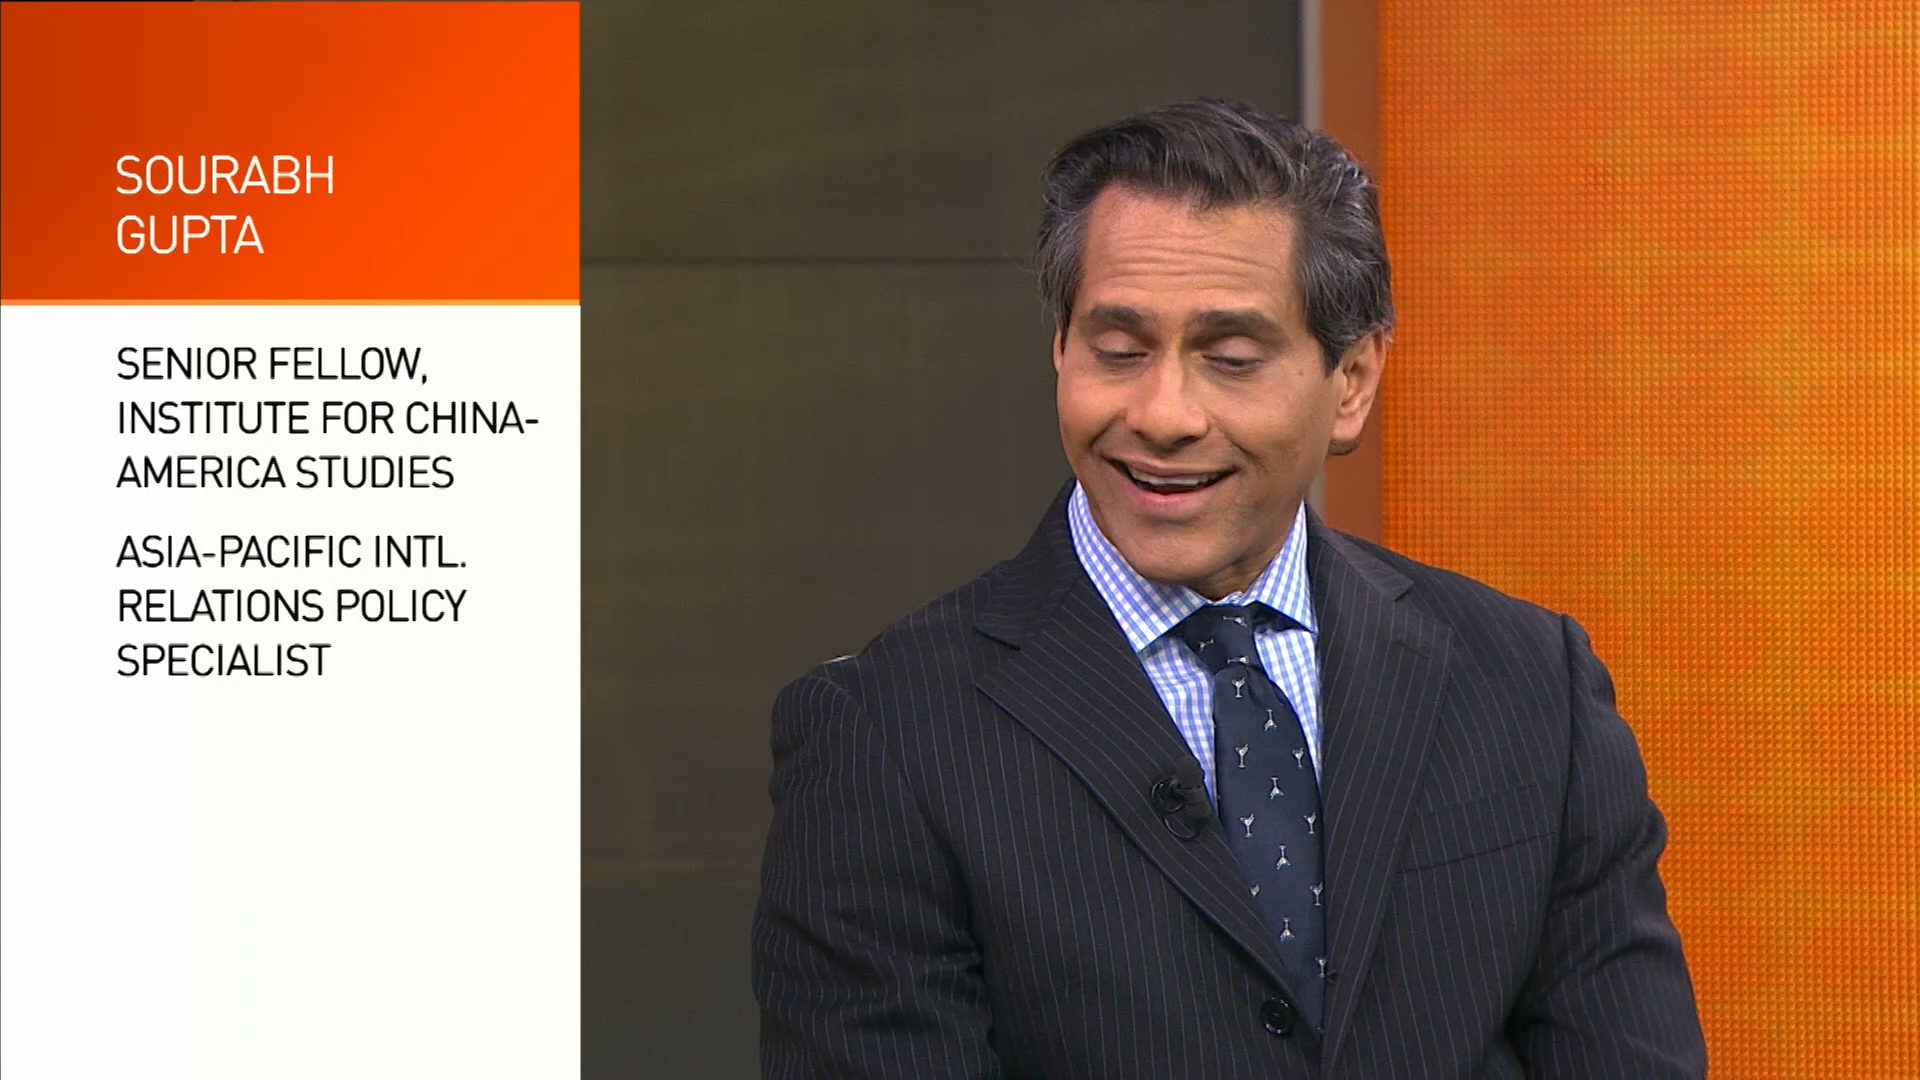 SOURABH
GUPTA
SENIOR FELLOW,
INSTITUTE FOR CHINA-
AMERICA STUDIES
ASIA-PACIFIC INTL.
RELATIONS POLICY
SPECIALIST